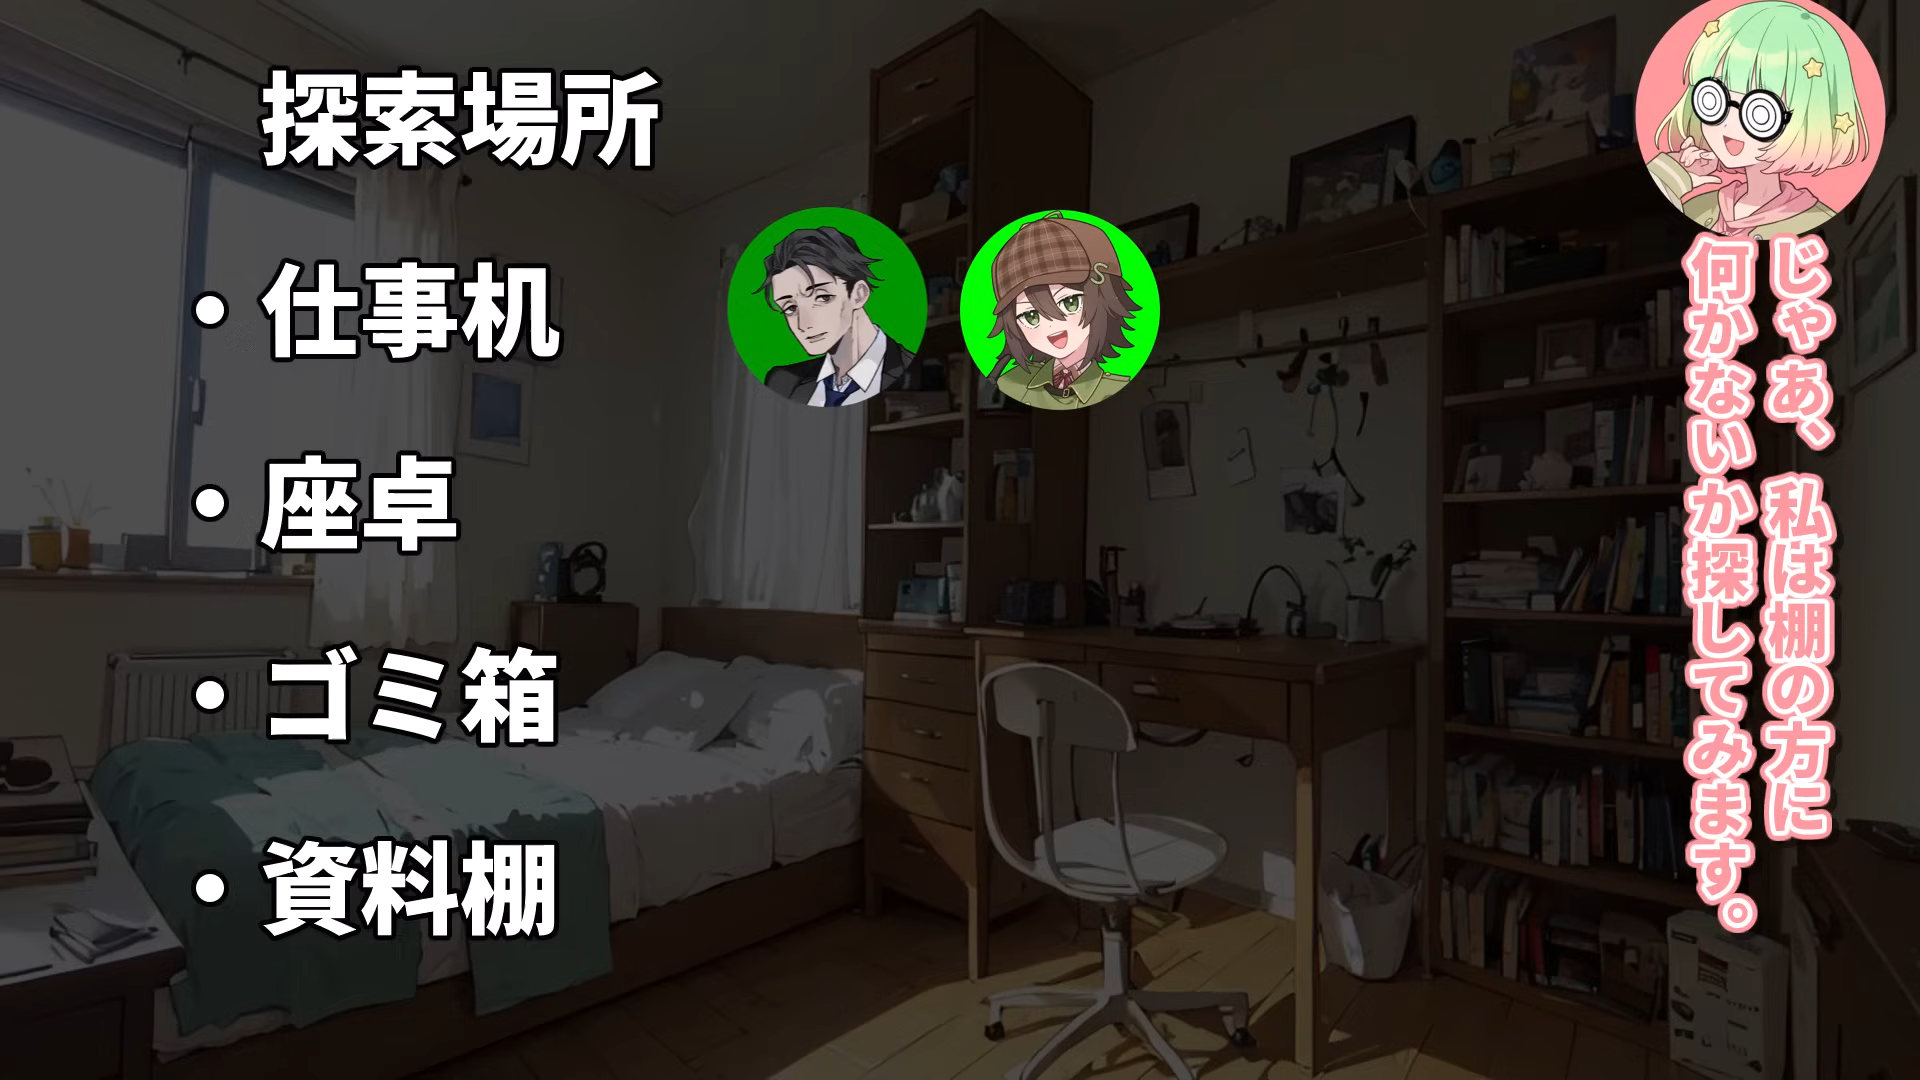 探索場所
・仕事机
・座卓
・ゴミ箱
・資料棚
じゃあ、私は棚の方に
何かないか探してみます。